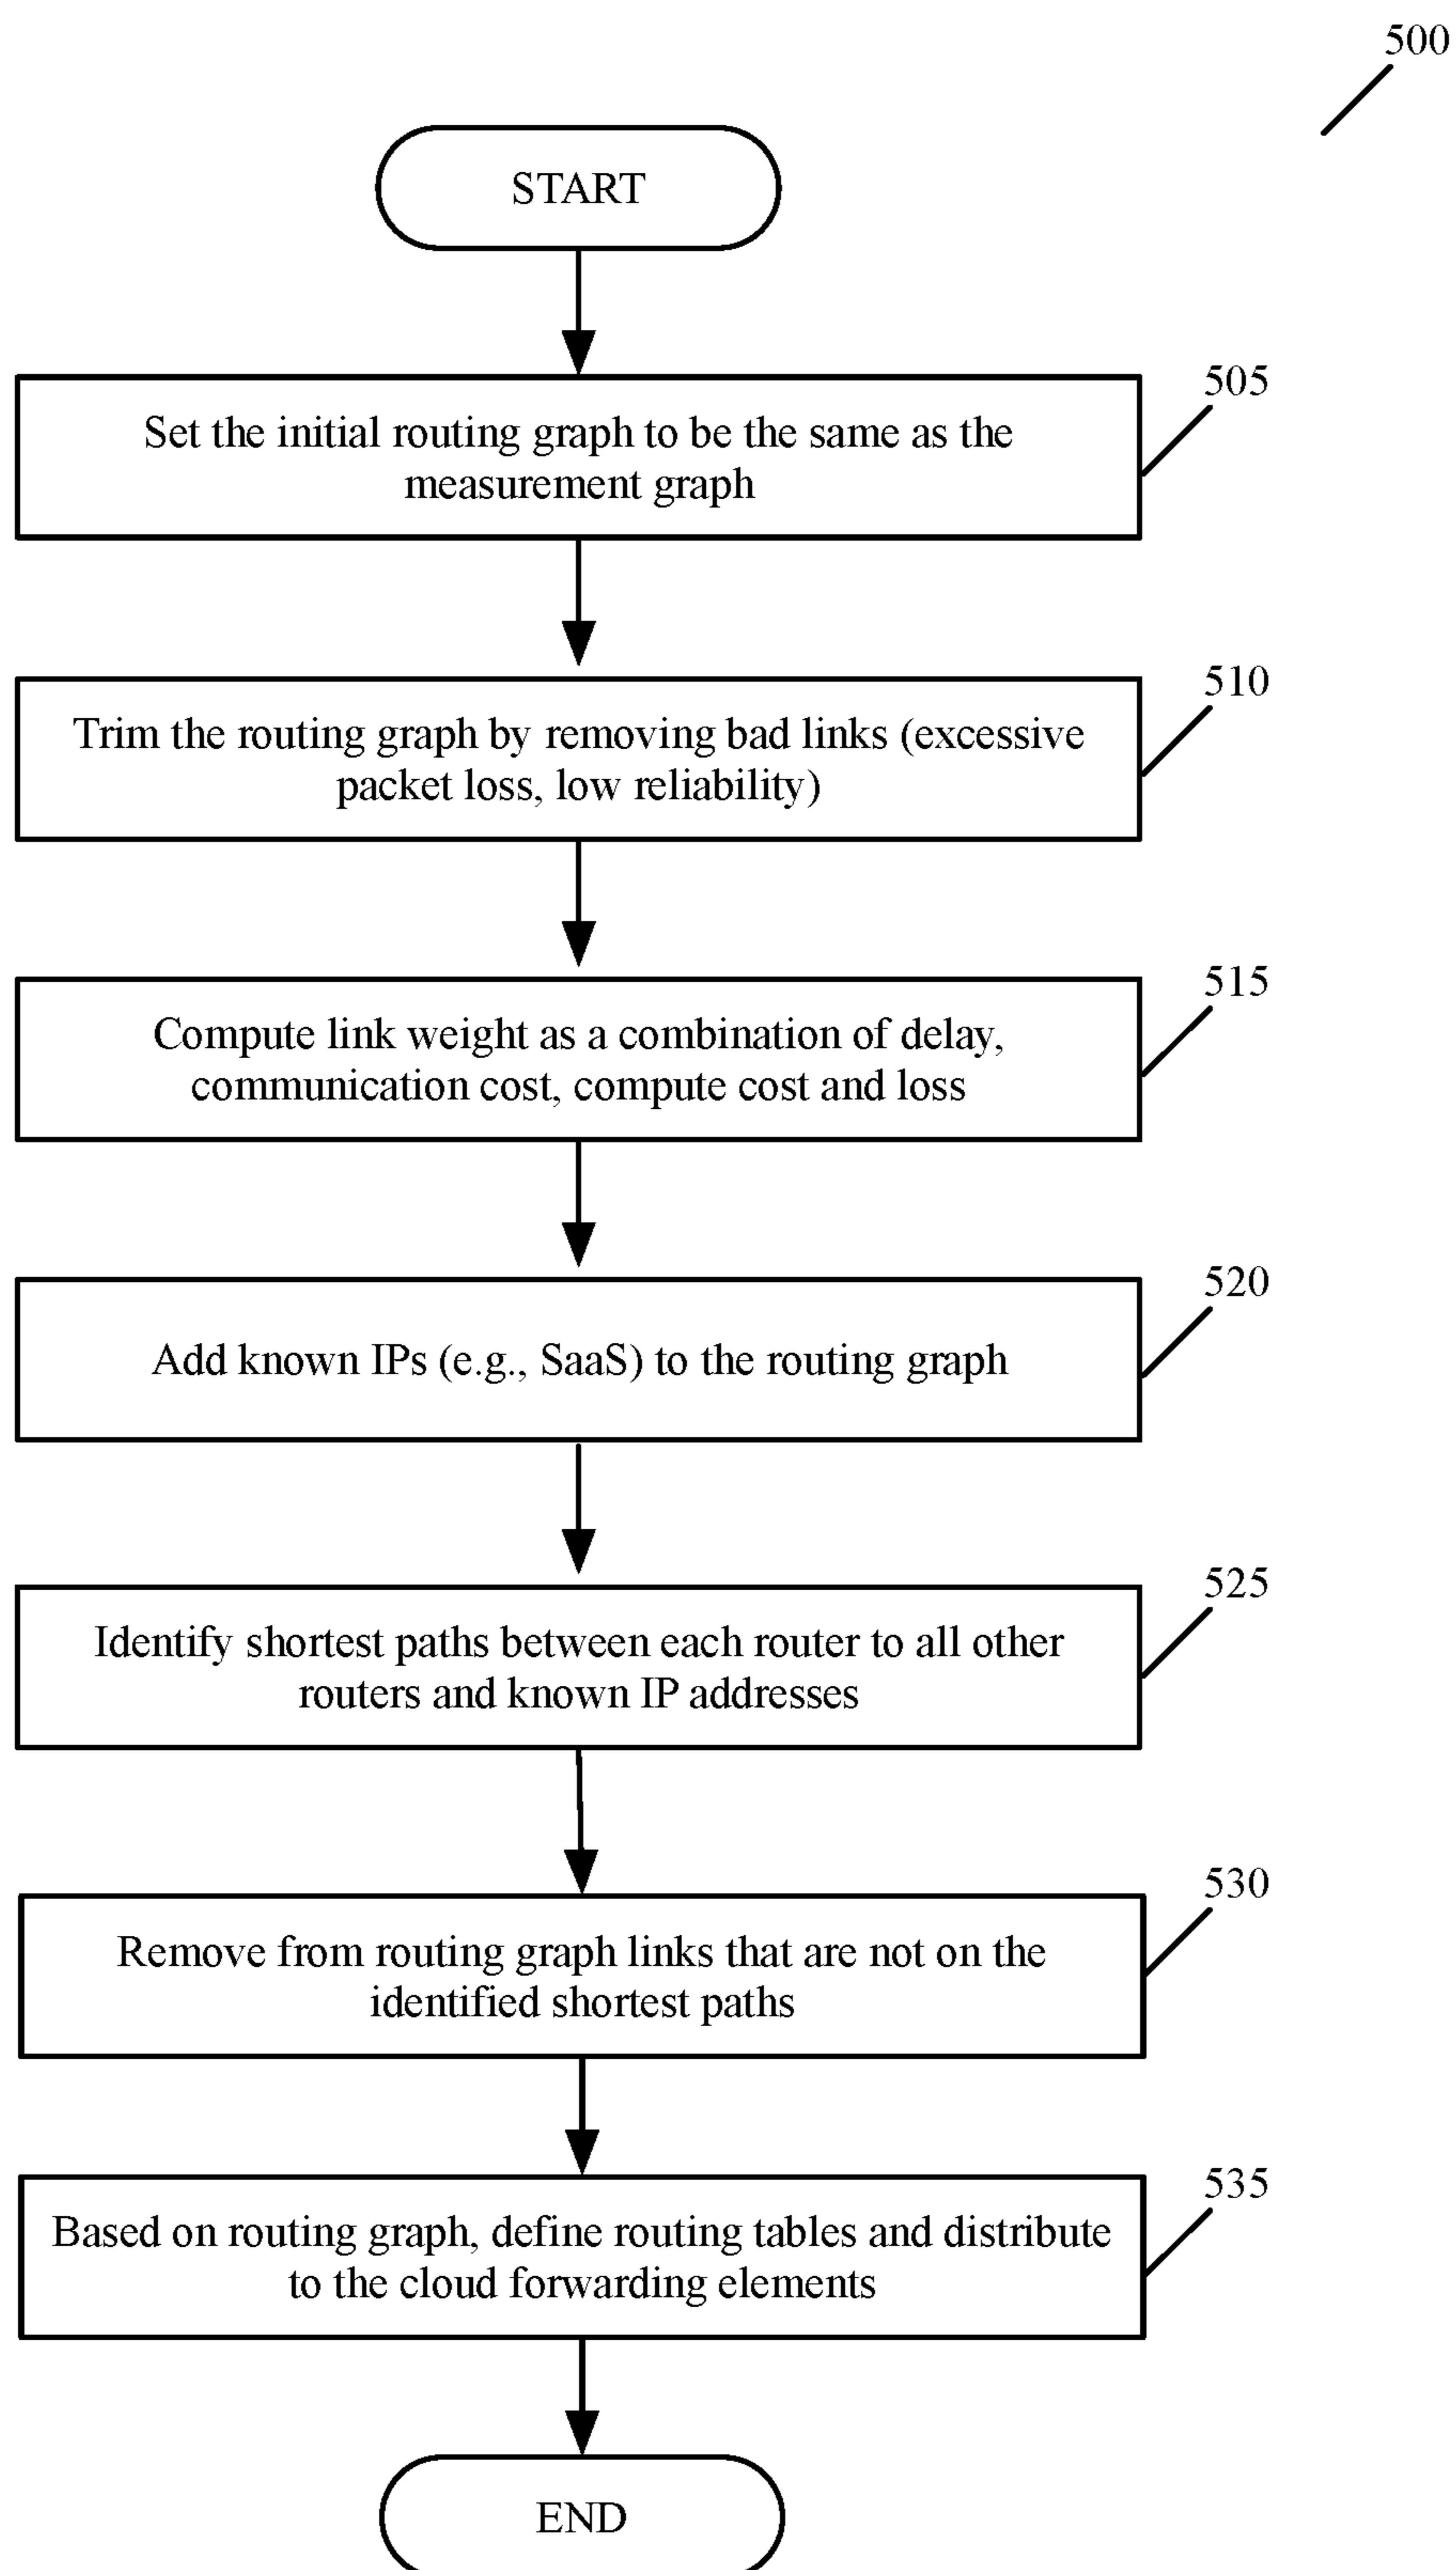 500
START
505
Set the initial routing graph to be the same as the
measurement graph
510
Trim the routing graph by removing bad links (excessive
packet loss, low reliability)
515
Compute link weight as a combination of delay,
communication cost, compute cost and loss
520
Add known IPs (e.g., SaaS) to the routing graph
525
Identify shortest paths between each router to all other
routers and known IP addresses
530
Remove from routing graph links that are not on the
identified shortest paths
535
Based on routing graph, define routing tables and distribute
to the cloud forwarding elements
END